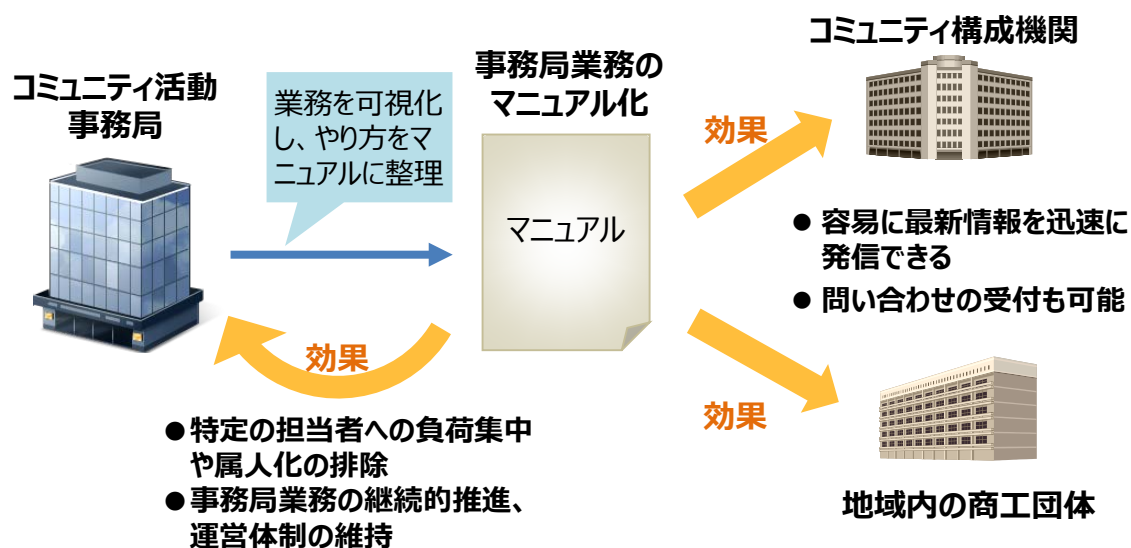 コミュニティ活動
事務局
業務を可視化
し、やり方をマ
ニュアルに整理
事務局業務の
マニュアル化
マニュアル
コミュニティ構成機関
効果
● 容易に最新情報を迅速に
発信できる
● 問い合わせの受付も可能
効果
● 特定の担当者への負荷集中
や属人化の排除
● 事務局業務の継続的推進、
運営体制の維持
効果
地域内の商工団体